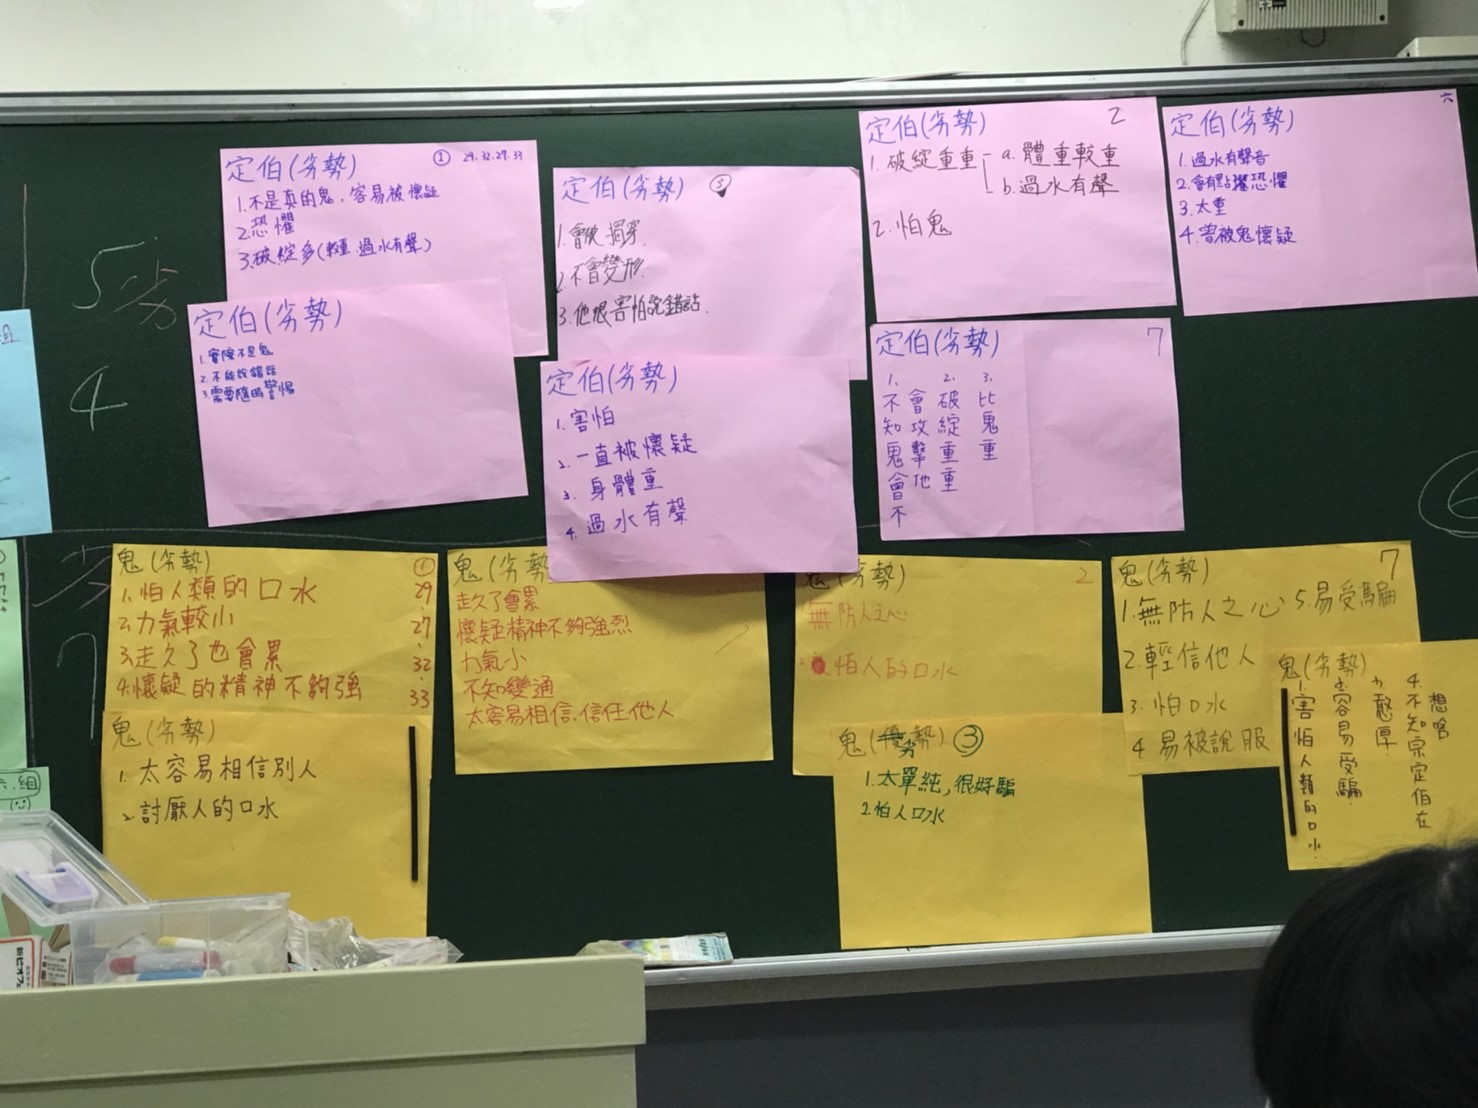 定伯(劣勢) ① 29.32.27.33
1.不是真的鬼,容易被懷疑
2.恐懼
3.破綻多(較重.過水有聲)
定伯(劣勢) 3
1.會被揭穿.
2.不會變形.
3.他很害怕說錯話.
定伯(劣勢) 2
1.破綻重重 a.體重較重
b.過水有聲
2.怕鬼
定伯(劣勢) 六
1.過水有聲音
2.會有點恐懼
3.太重
4.曾被鬼懷疑
5劣
4
定伯(劣勢)
1.實際不是鬼
2.不能說錯話
3.需要隨時警惕
定伯(劣勢)
1.害怕
2.一直被懷疑
3.身體重
4.過水有聲
定伯(劣勢) 7
1.不知鬼會不
會攻擊他
2.破綻重重
3.比鬼重
組
劣
7
鬼(劣勢) ①
1.怕人類的口水 29
2.力氣較小 27
3.走久了也會累 32
4.懷疑的精神不夠強 33
鬼(劣勢
走久了會累
懷疑精神不夠強烈
力氣小
不知變通
太容易相信.信任他人
鬼(劣勢) 2
無防人之心
2.怕人的口水
鬼(劣勢) 7
1.無防人之心 5.易受騙
2.輕信他人
3.怕口水
4.易被說服
鬼(劣勢)
1.害怕人類的口水.
2.容易受騙.
3.憨厚.
4.不知宗定伯在
想啥
鬼(劣勢)
1.太容易相信別人
2.討厭人的口水
鬼(劣勢) ③
1.太單純,很好騙
2.怕人口水
六.組